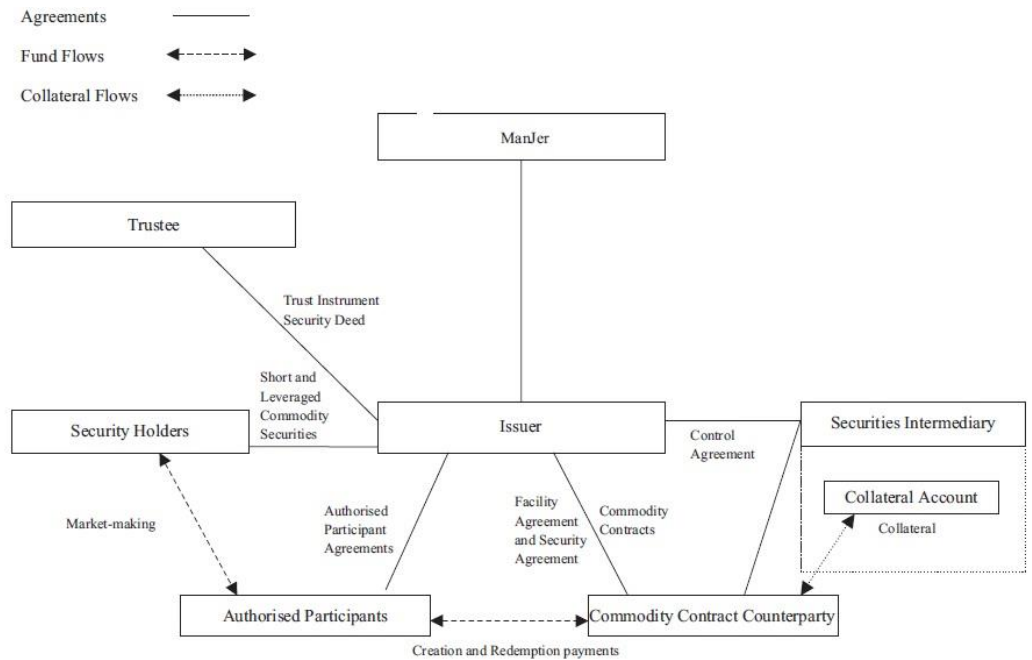 Agreements
Fund Flows
Collateral Flows
ManJer
Trustee
Trust Instrument
Security Deed
Short and
Leveraged
Commodity
Securities
Security Holders
Issuer
Securities Intermediary
Control
Agreement
Collateral Account
Collateral
Market-making
Authorised
Participant
Agreements
Facility
Agreement
and Security
Agreement
Commodity
Contracts
Authorised Participants
Commodity Contract Counterparty
Creation and Redemption payments